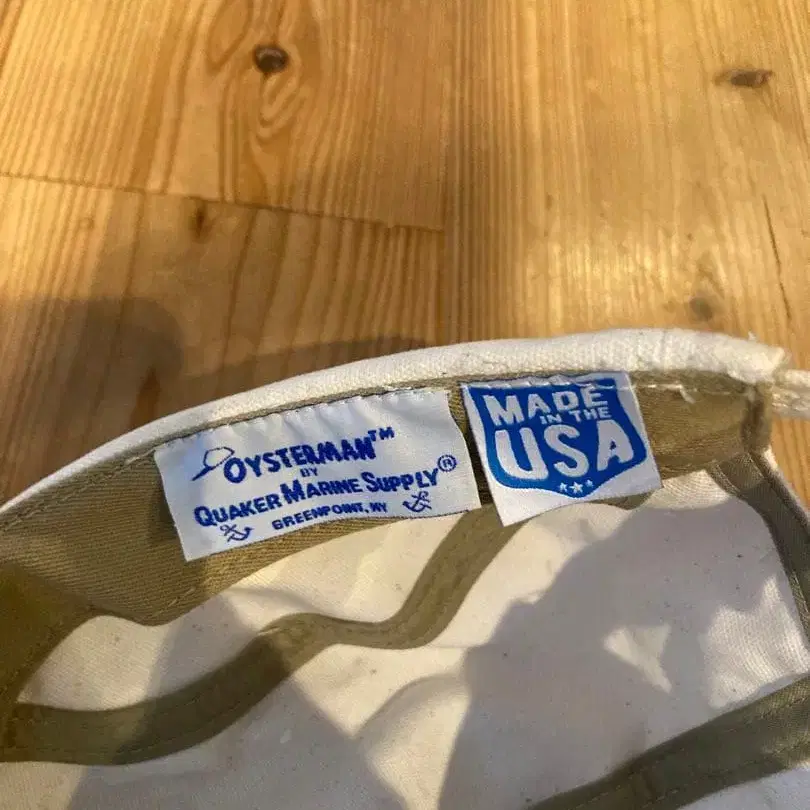 OYSTERMAN™
BY
QUAKER MARINE SUPPLY®
GREENPOINT, NY
MADE
IN THE
USA